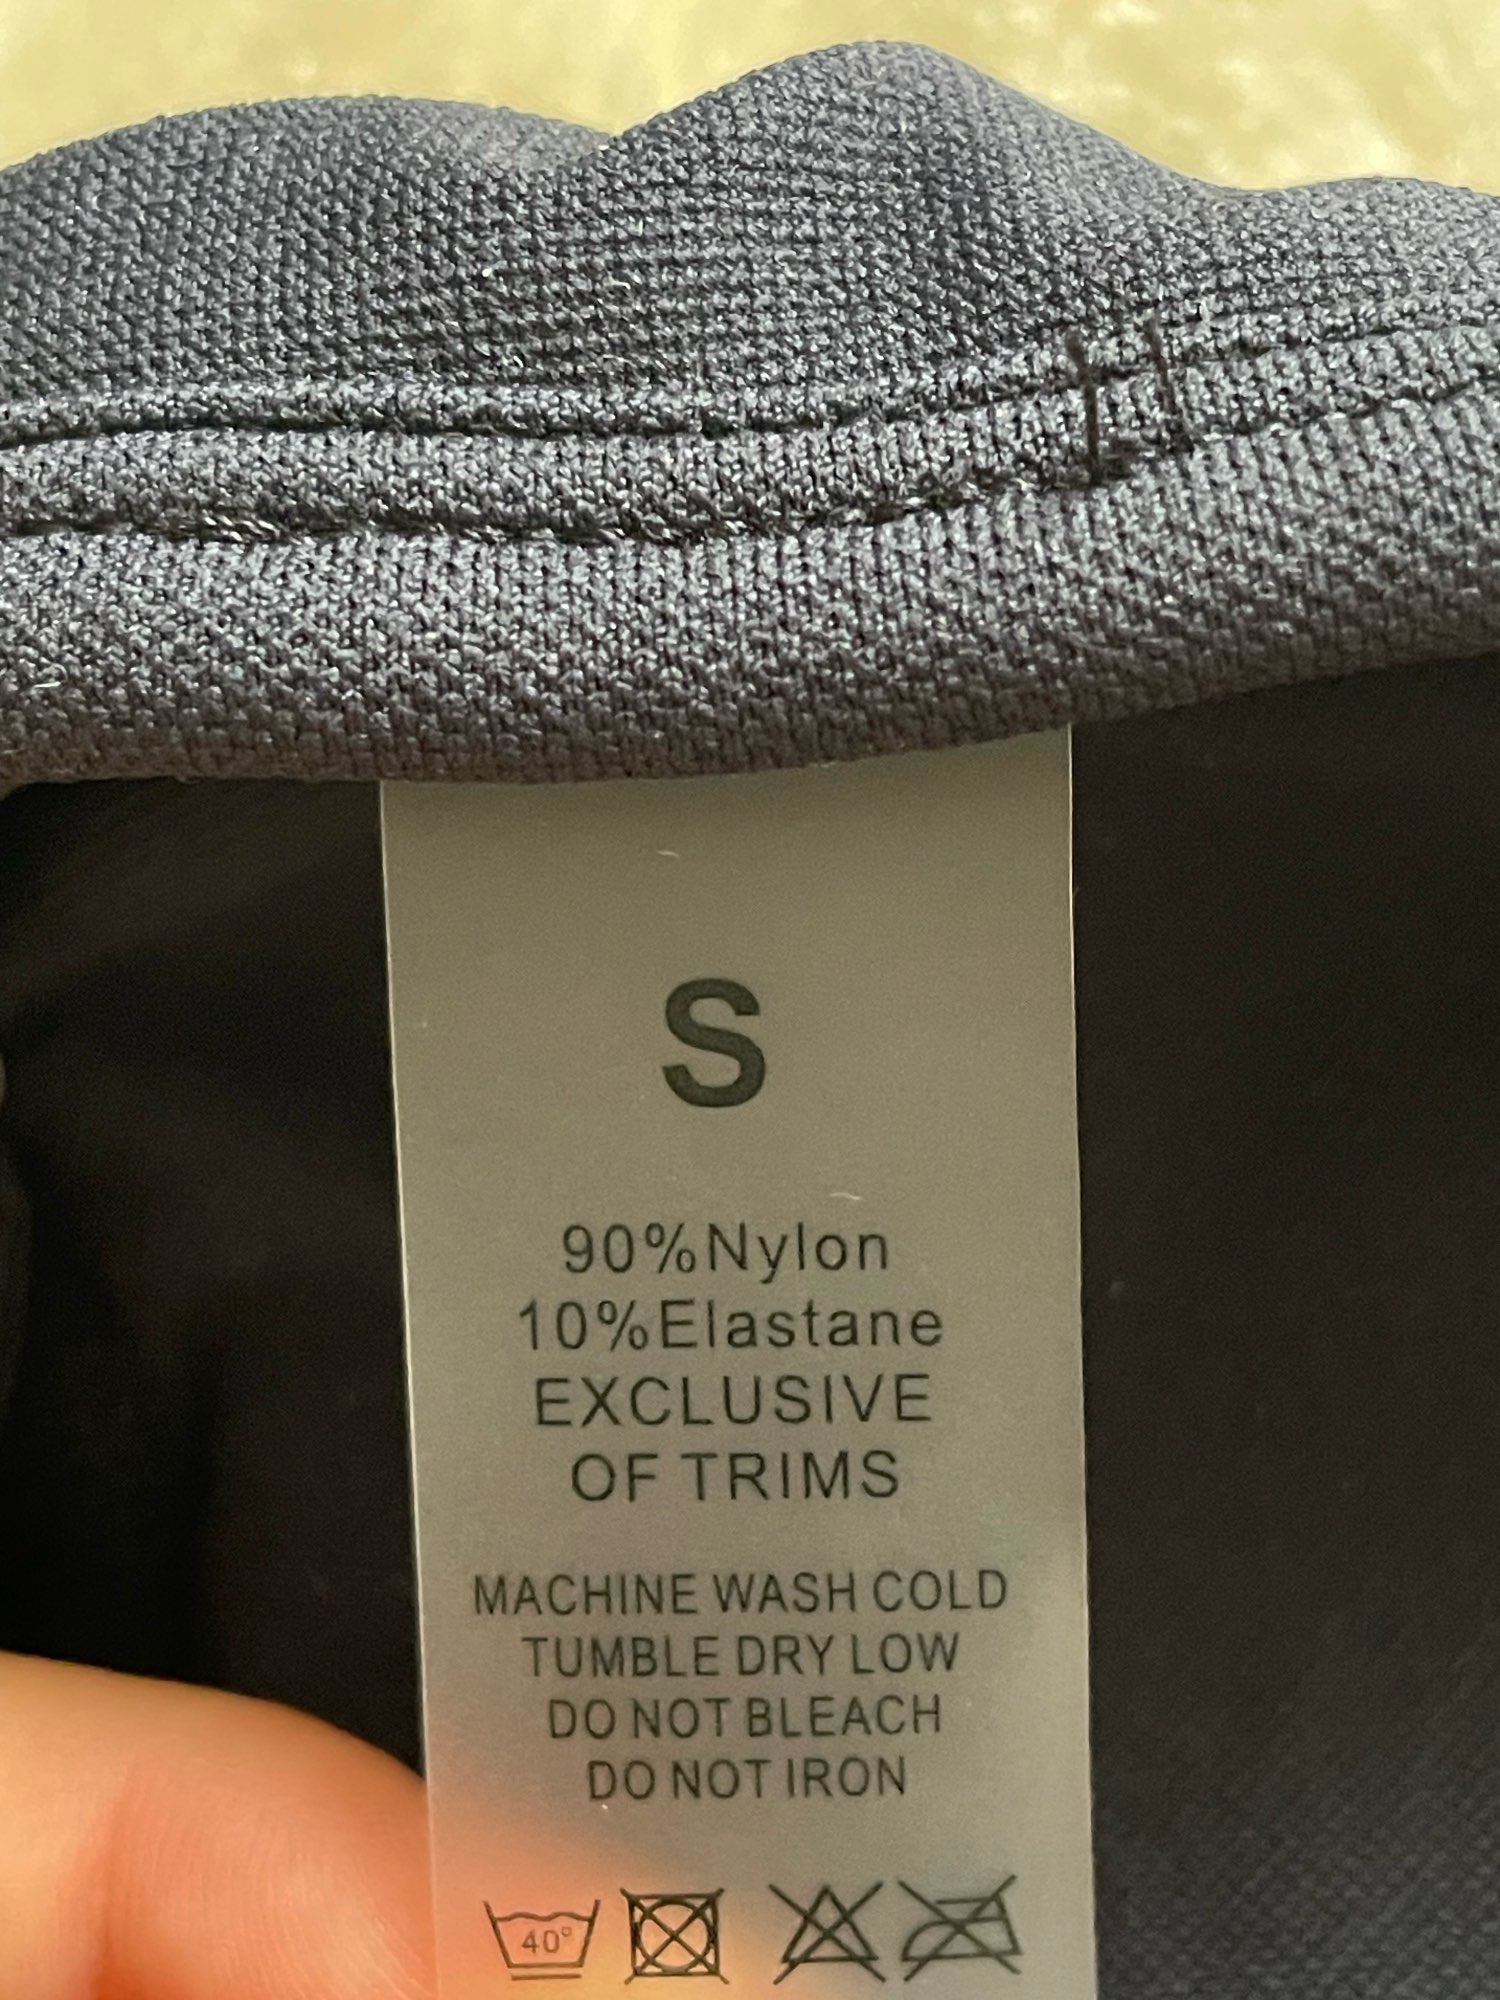 S
90%Nylon
10%Elastane
EXCLUSIVE
OF TRIMS
MACHINE WASH COLD
TUMBLE DRY LOW
DO NOT BLEACH
DO NOT IRON
40°